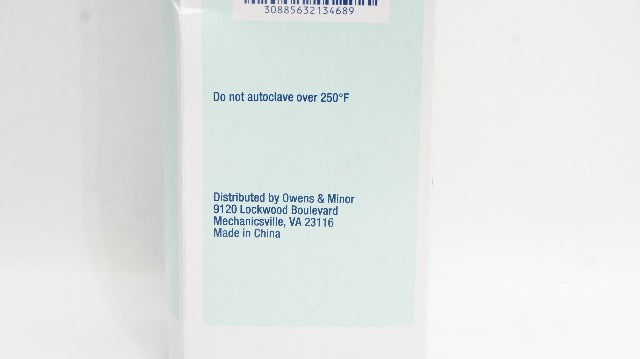 30885632134689
Do not autoclave over 250°F
Distributed by Owens & Minor
9120 Lockwood Boulevard
Mechanicsville, VA 23116
Made in China